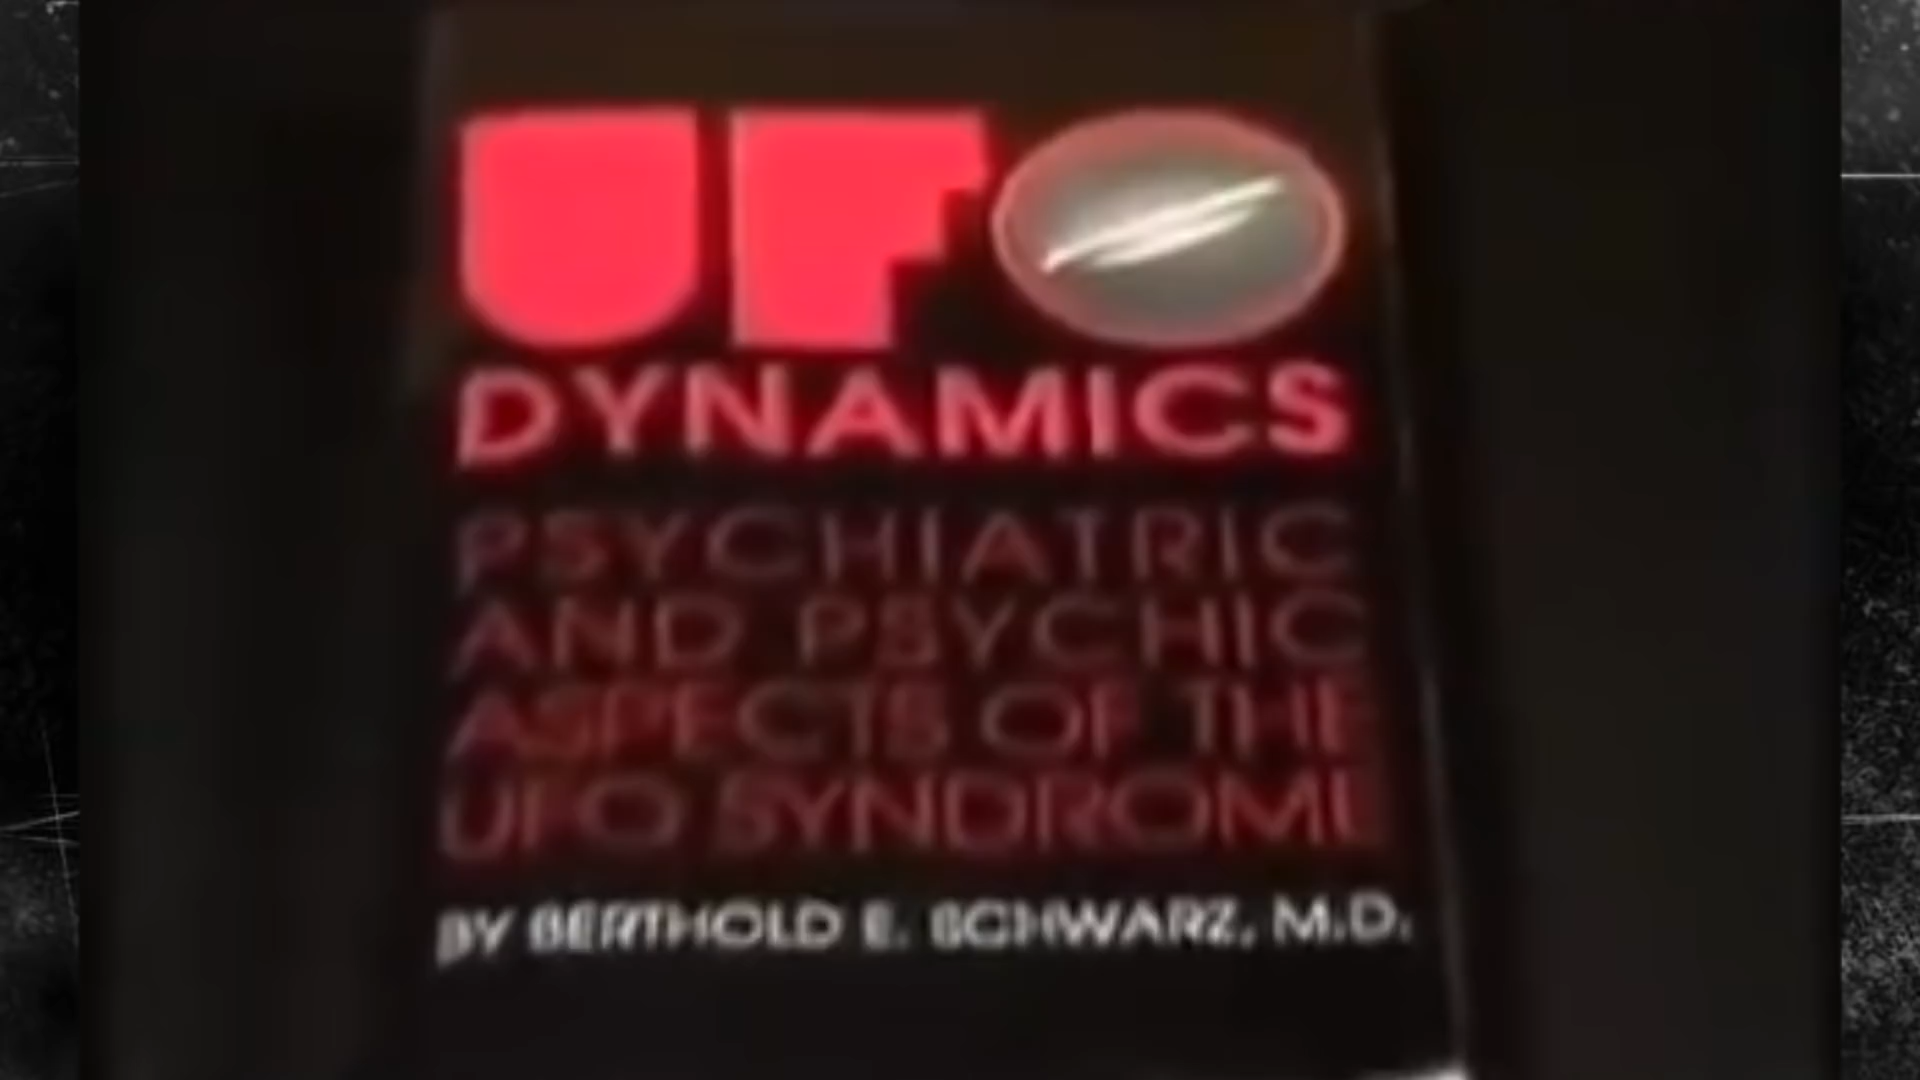 UFO
DYNAMICS
PSYCHIATRIC
AND PSYCHIC
ASPECTS OF THE
UFO SYNDROME
BY BERTHOLD E. SCHWARZ, M.D.